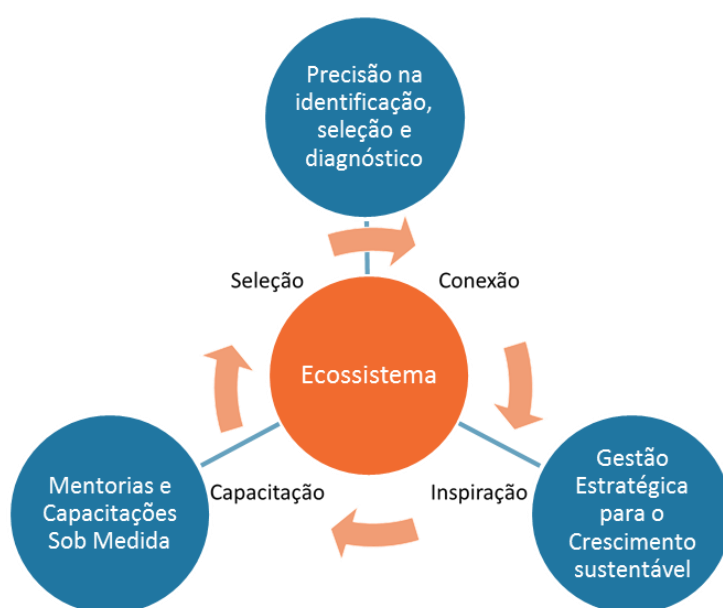 Precisão na
identificação,
seleção e
diagnóstico
Seleção
Conexão
Ecossistema
Mentorias e
Capacitações
Sob Medida
Capacitação
Inspiração
Gestão
Estratégica
para o
Crescimento
sustentável